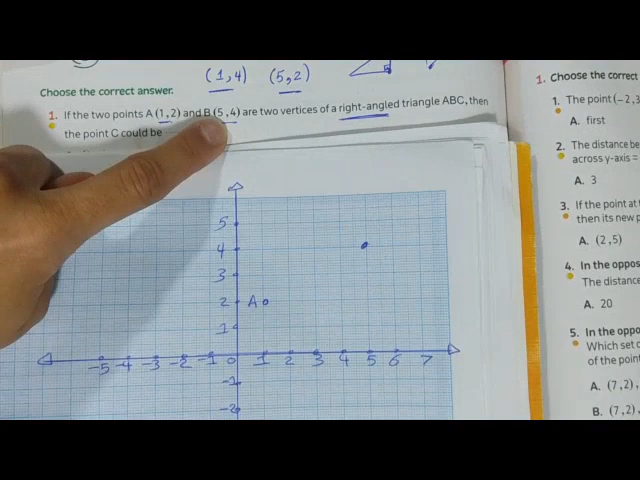 (1,4) (5,2)
Choose the correct answer.
1. If the two points A (1,2) and B (5,4) are two vertices of a right-angled triangle ABC, then
the point C could be
5
4
3
2 A
1
-5 -4 -3 -2 -1 0 1 2 3 4 5 6 7
-1
-2
1. Choose the correct
1. The point (-2,3
A. first
2. The distance be
across y-axis =
A. 3
3. If the point at
then its new p
A. (2,5)
4. In the oppos
The distance
A. 20
5. In the oppo
Which set o
of the point
A. (7,2),
B. (7,2),